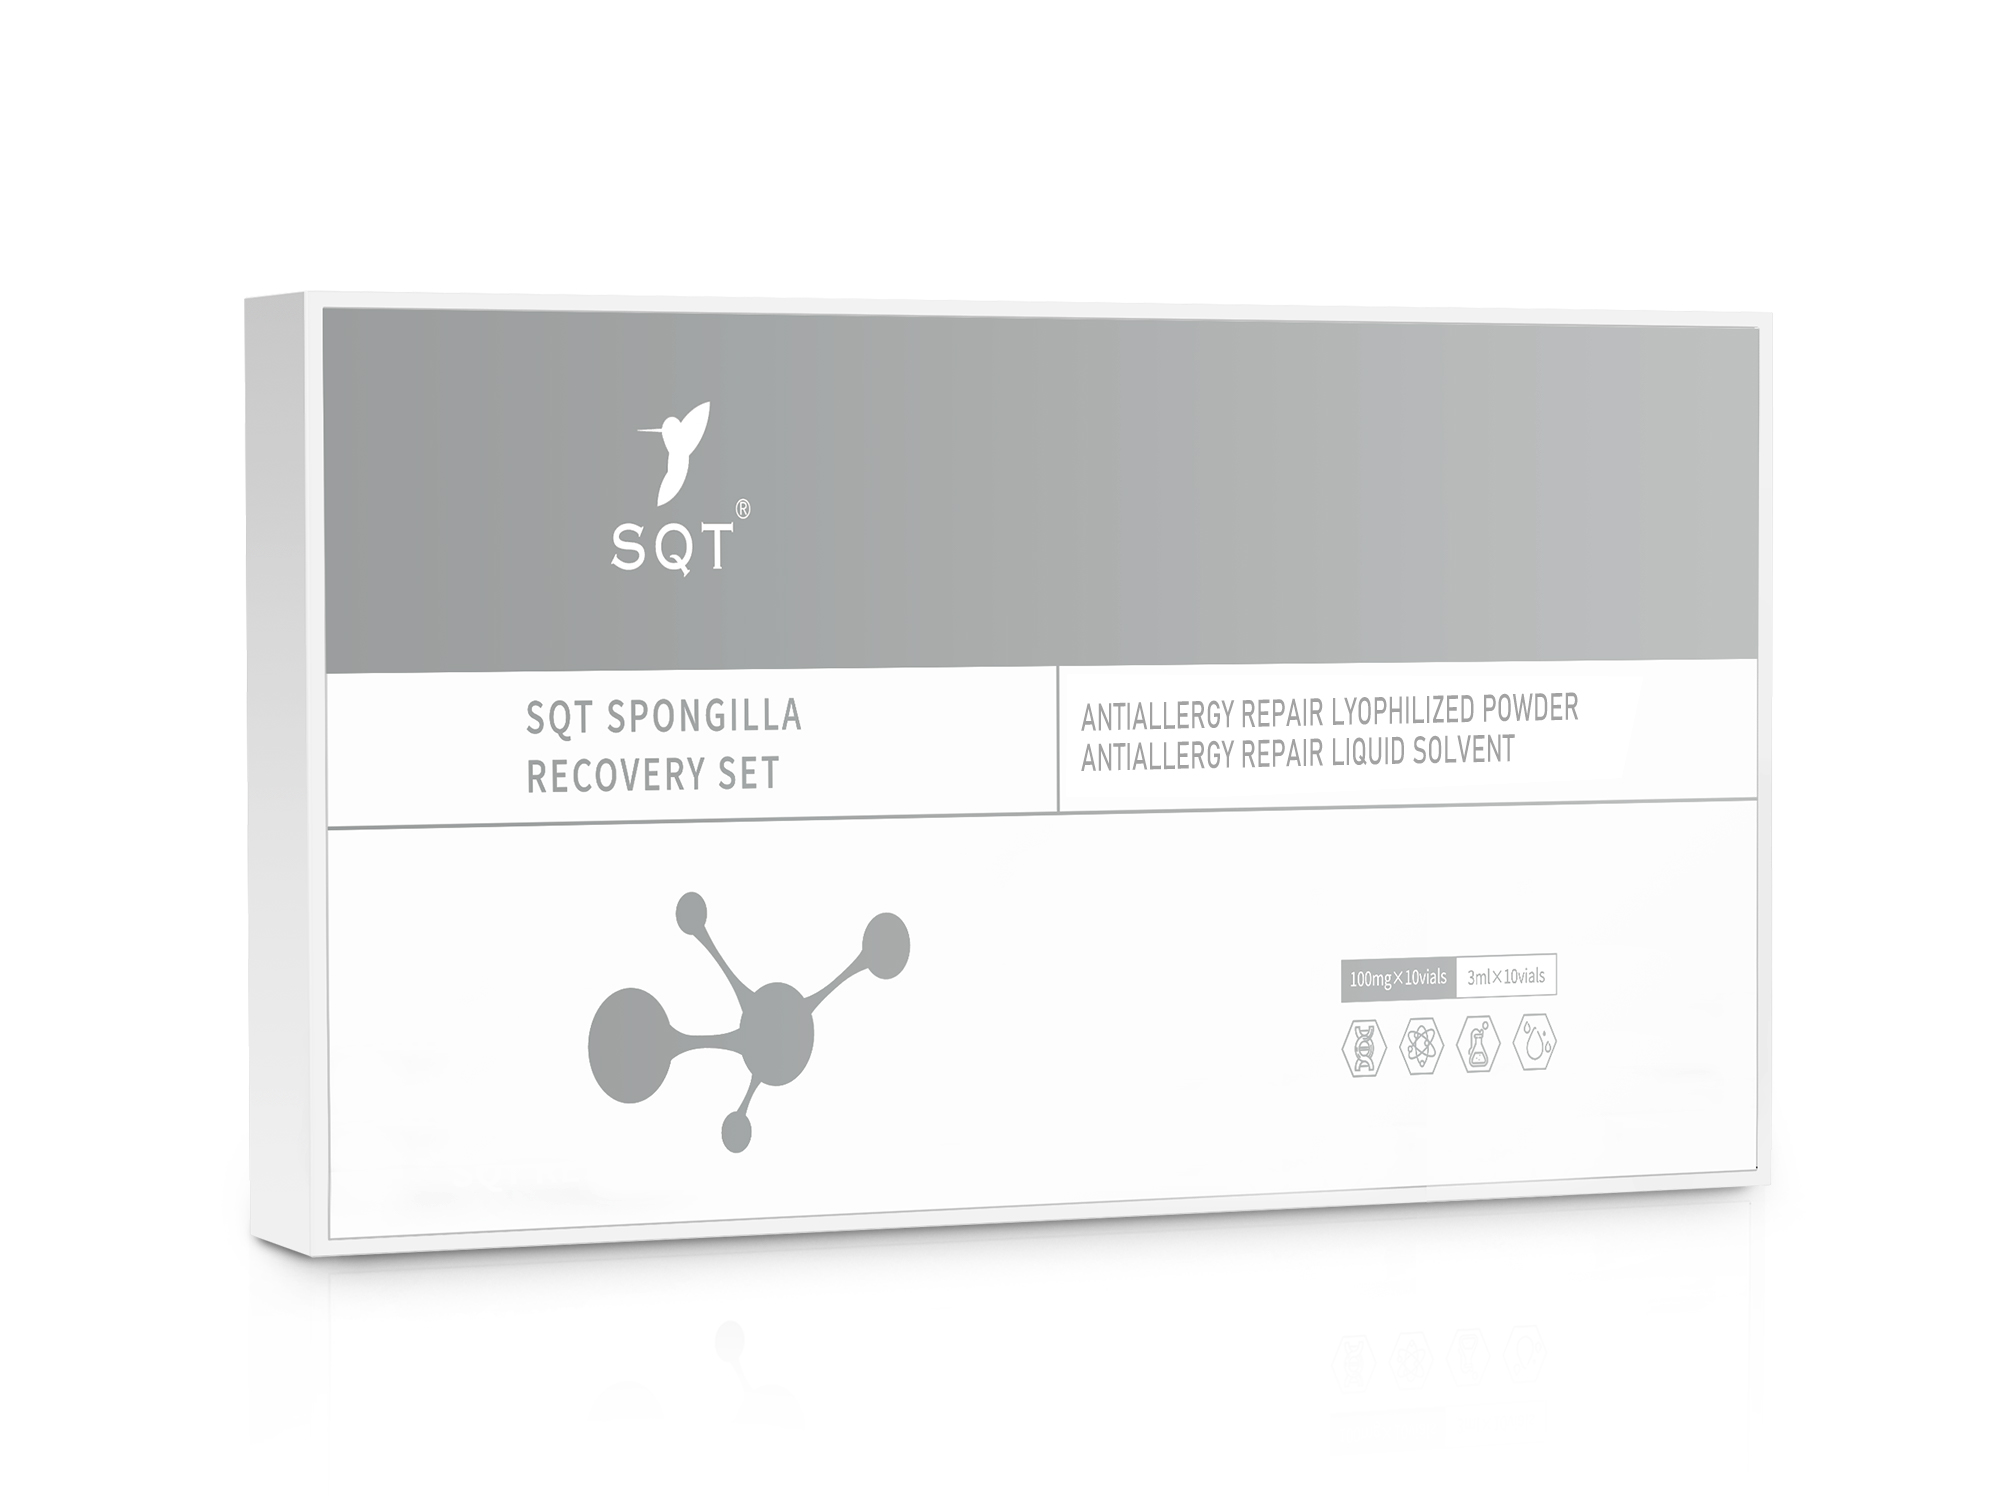 SQT®
SQT SPONGILLA
RECOVERY SET
ANTIALLERGY REPAIR LYOPHILIZED POWDER
ANTIALLERGY REPAIR LIQUID SOLVENT
100mg×10vials 3ml×10vials